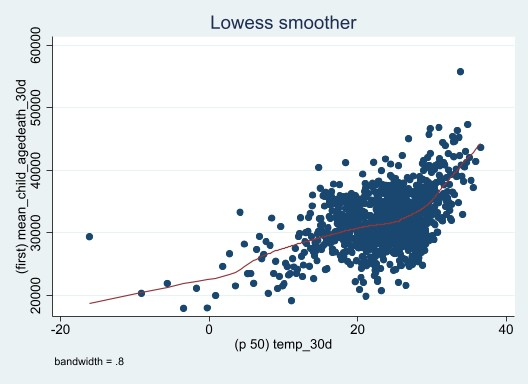 Lowess smoother
(first) mean_child_agedeath_30d
60000
50000
40000
30000
20000
-20 0 20 40
(p 50) temp_30d
bandwidth = .8